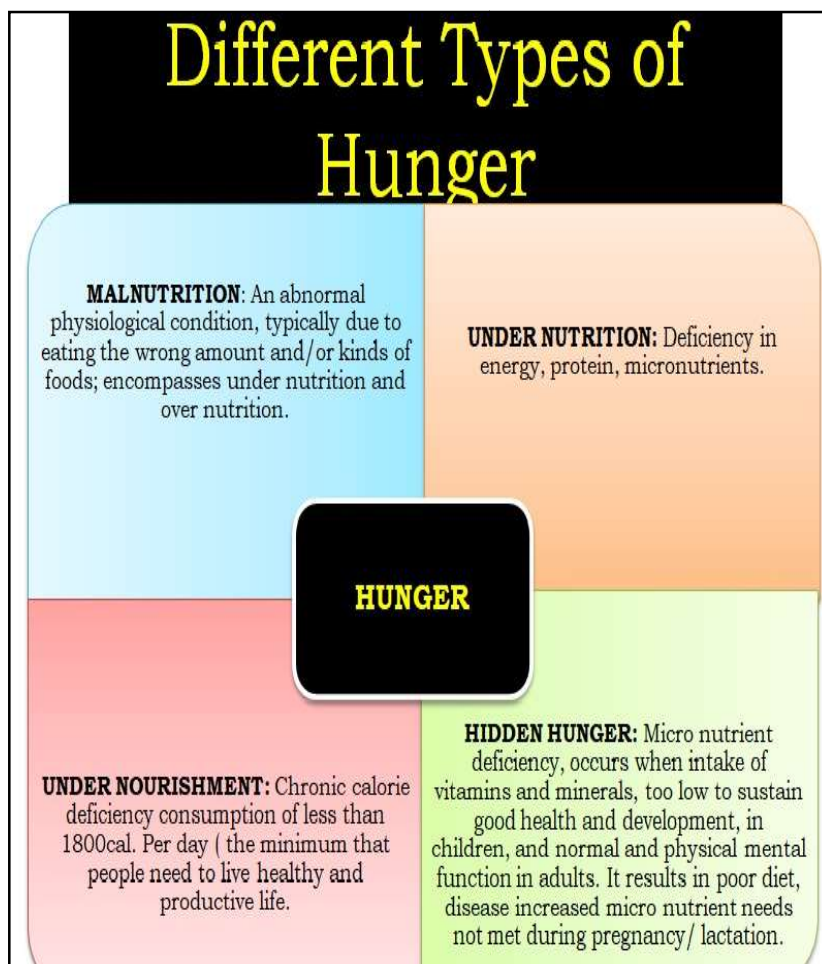 Different Types of
Hunger
MALNUTRITION: An abnormal
physiological condition, typically due to
eating the wrong amount and/or kinds of
foods; encompasses under nutrition and
over nutrition.
UNDER NUTRITION: Deficiency in
energy, protein, micronutrients.
HUNGER
UNDER NOURISHMENT: Chronic calorie
deficiency consumption of less than
1800cal. Per day ( the minimum that
people need to live healthy and
productive life.
HIDDEN HUNGER: Micro nutrient
deficiency, occurs when intake of
vitamins and minerals, too low to sustain
good health and development, in
children, and normal and physical mental
function in adults. It results in poor diet,
disease increased micro nutrient needs
not met during pregnancy/ lactation.